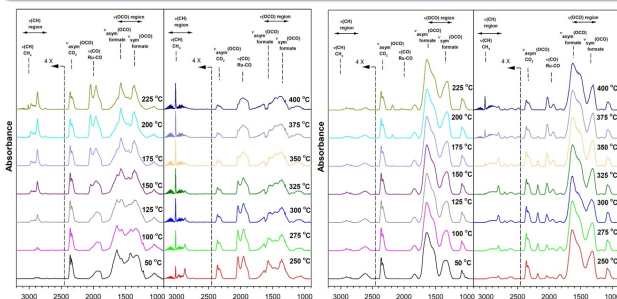 ν(CH)
region
ν(OCO) region
ν(CH)
CH₄
ν(OCO)
asym
CO₂
4 X
ν(CO)
Ru-CO
ν(OCO)
asym
formate
ν(OCO)
sym
formate
225 °C
200 °C
175 °C
150 °C
125 °C
100 °C
50 °C
Absorbance
3000 2500 2000 1500 1000
ν(CH)
region
ν(OCO) region
ν(CH)
CH₄
4 X
ν(OCO)
asym
CO₂
ν(CO)
Ru-CO
ν(OCO)
asym
formate
ν(OCO)
sym
formate
400 °C
375 °C
350 °C
325 °C
300 °C
275 °C
250 °C
3000 2500 2000 1500 1000
ν(CH)
region
ν(OCO) region
ν(CH)
CH₄
4 X
ν(OCO)
asym
CO₂
ν(CO)
Ru-CO
ν(OCO)
asym
formate
ν(OCO)
sym
formate
225 °C
200 °C
175 °C
150 °C
125 °C
100 °C
50 °C
Absorbance
3000 2500 2000 1500 1000
ν(CH)
region
ν(OCO) region
ν(CH)
CH₄
4 X
ν(OCO)
asym
CO₂
ν(CO)
Ru-CO
ν(OCO)
asym
formate
ν(OCO)
sym
formate
400 °C
375 °C
350 °C
325 °C
300 °C
275 °C
250 °C
3000 2500 2000 1500 1000